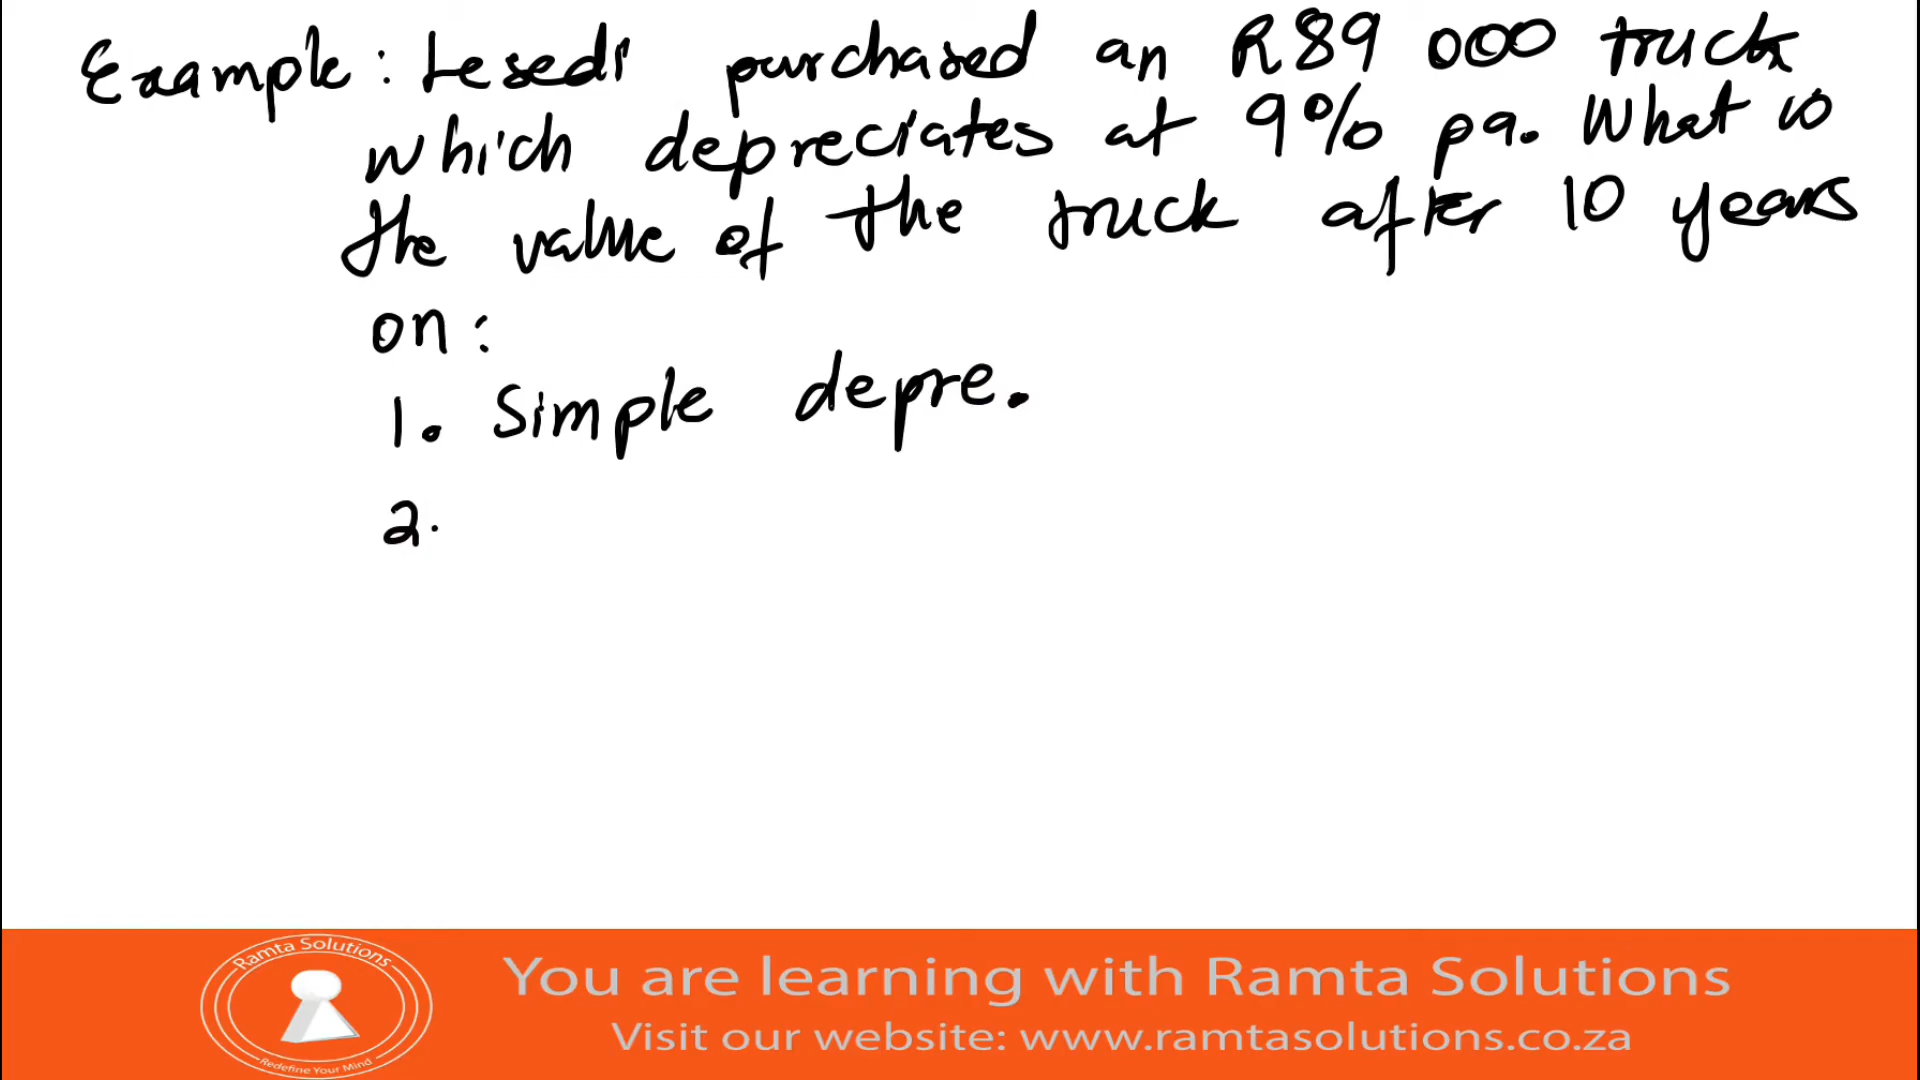 Example: Lesedi purchased an R89 000 truck
which depreciates at 9% pa. What is
the value of the truck after 10 years
on:
1. Simple depre.
2.
Ramta Solutions
Redefine Your Mind
You are learning with Ramta Solutions
Visit our website: www.ramtasolutions.co.za